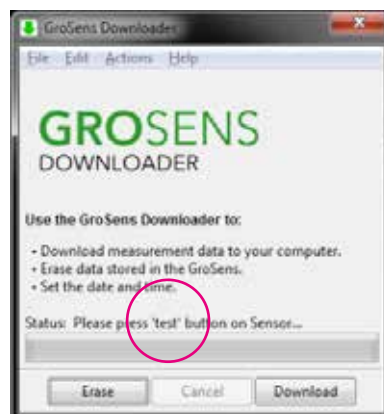 GroSens Downloader
File Edit Actions Help
GROSENS
DOWNLOADER
Use the GroSens Downloader to:
- Download measurement data to your computer.
- Erase data stored in the GroSens.
- Set the date and time.
Status: Please press 'test' button on Sensor...
Erase Cancel Download